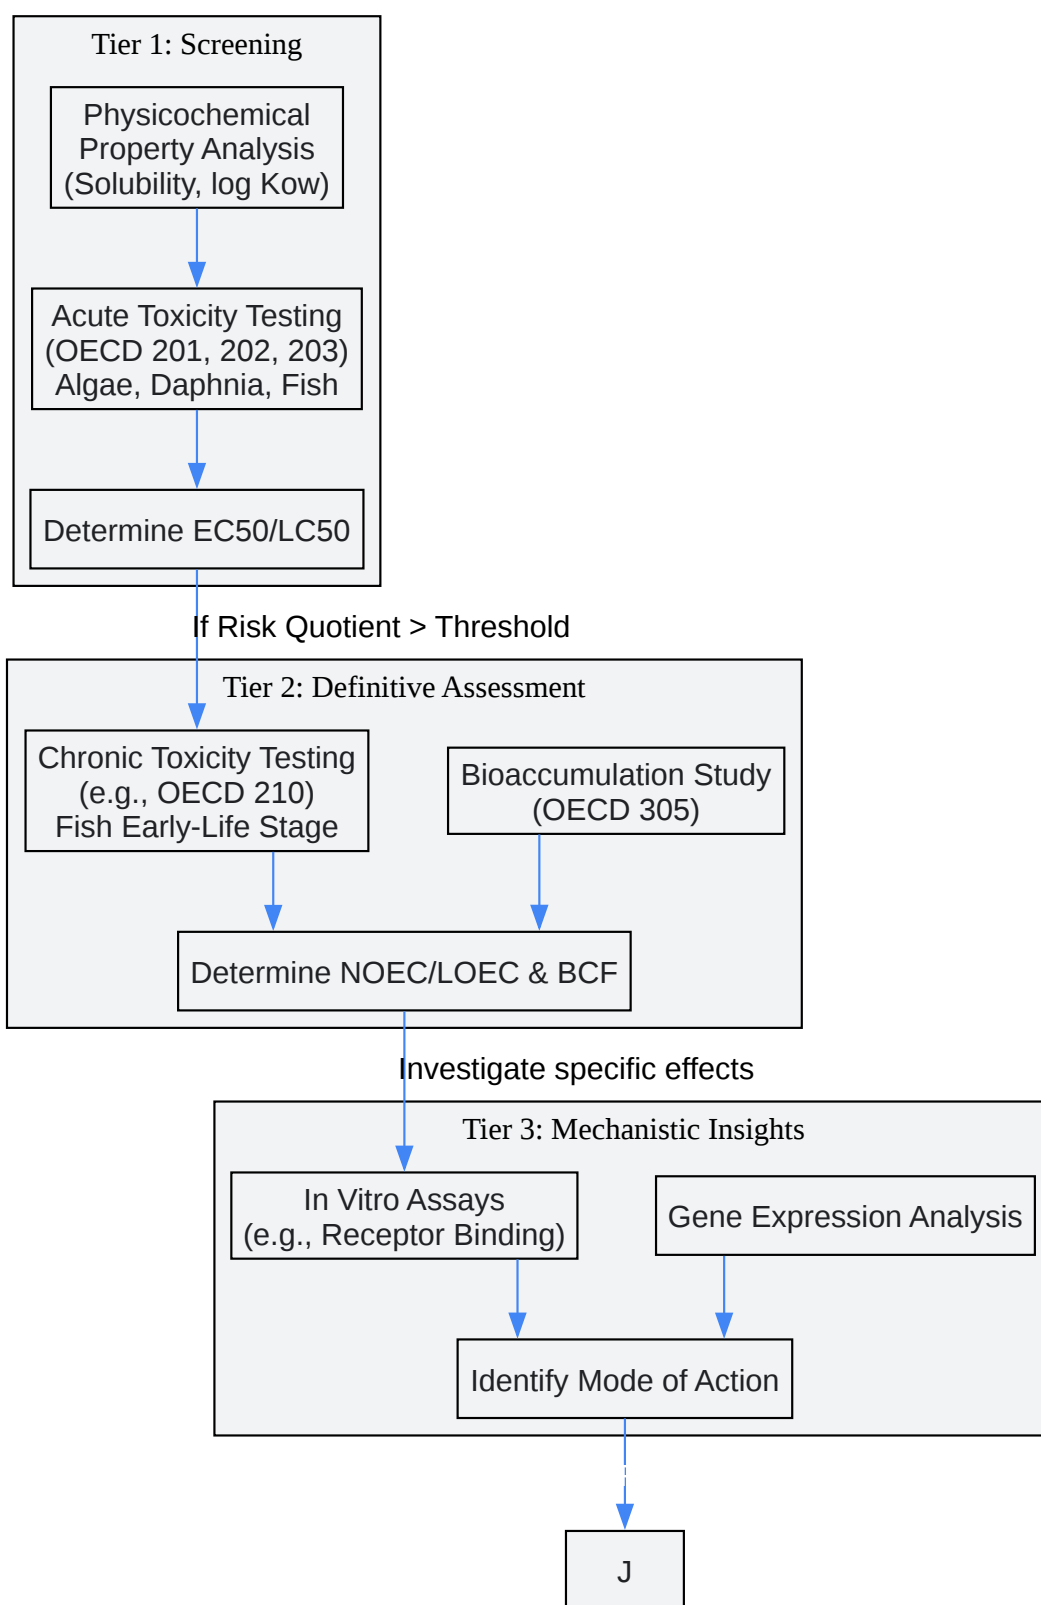 Tier 1: Screening
Physicochemical
Property Analysis
(Solubility, log Kow)
Acute Toxicity Testing
(OECD 201, 202, 203)
Algae, Daphnia, Fish
Determine EC50/LC50
If Risk Quotient > Threshold
Tier 2: Definitive Assessment
Chronic Toxicity Testing
(e.g., OECD 210)
Fish Early-Life Stage
Bioaccumulation Study
(OECD 305)
Determine NOEC/LOEC & BCF
Investigate specific effects
Tier 3: Mechanistic Insights
In Vitro Assays
(e.g., Receptor Binding)
Gene Expression Analysis
Identify Mode of Action
J